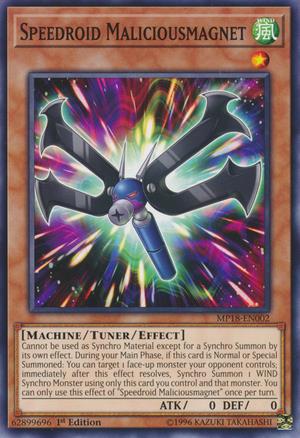 Speedroid Maliciousmagnet
WIND
風
MP18-EN002
[Machine/Tuner/Effect]
Cannot be used as Synchro Material except for a Synchro Summon by
its own effect. During your Main Phase, if this card is Normal or Special
Summoned: You can target 1 face-up monster your opponent controls;
immediately after this effect resolves, Synchro Summon 1 WIND
Synchro Monster using only this card you control and that monster. You
can only use this effect of "Speedroid Maliciousmagnet" once per turn.
ATK/ 0 DEF/ 0
62899696 1st Edition ©1996 KAZUKI TAKAHASHI